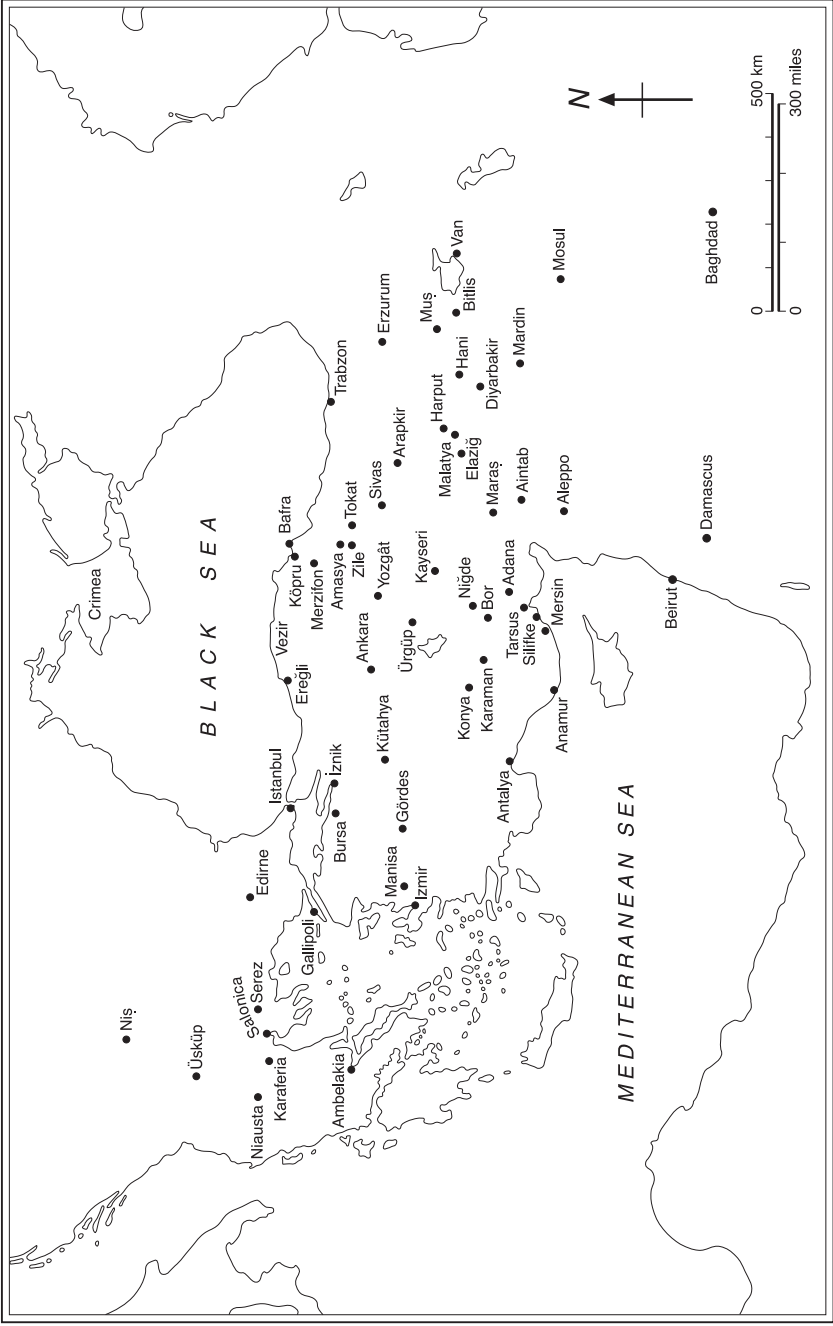 Crimea
BLACK SEA
Niş
Üsküp
Edirne
Niausta
Karaferia
Salonica
Serez
Ambelakia
Gallipoli
Istanbul
İznik
Bursa
Ereğli
Vezir
Köpru
Bafra
Merzifon
Amasya
Zile
Tokat
Trabzon
Kütahya
Ankara
Yozgât
Sivas
Erzurum
Arapkir
Manisa
Izmir
Gördes
Ürgüp
Kayseri
Malatya
Harput
Elaziğ
Muş
Hani
Bitlis
Van
Diyarbakir
Mardin
Konya
Karaman
Niğde
Bor
Maraş
Aintab
Antalya
Anamur
Tarsus
Silifke
Mersin
Adana
Aleppo
Mosul
Beirut
Damascus
Baghdad
MEDITERRANEAN SEA
N
0 500 km
0 300 miles